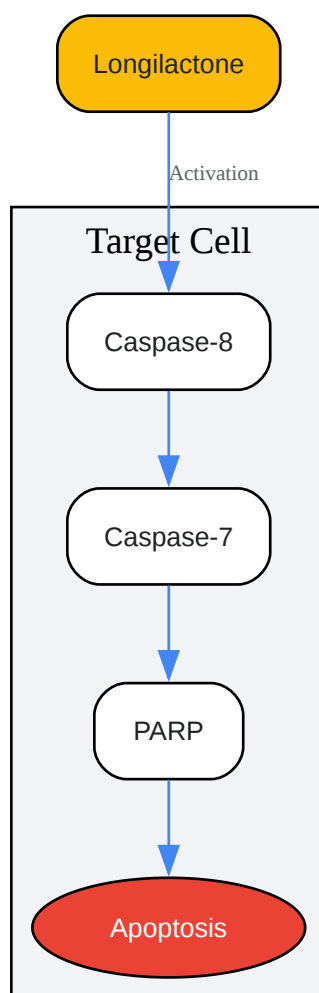 Longilactone
Activation
Target Cell
Caspase-8
Caspase-7
PARP
Apoptosis